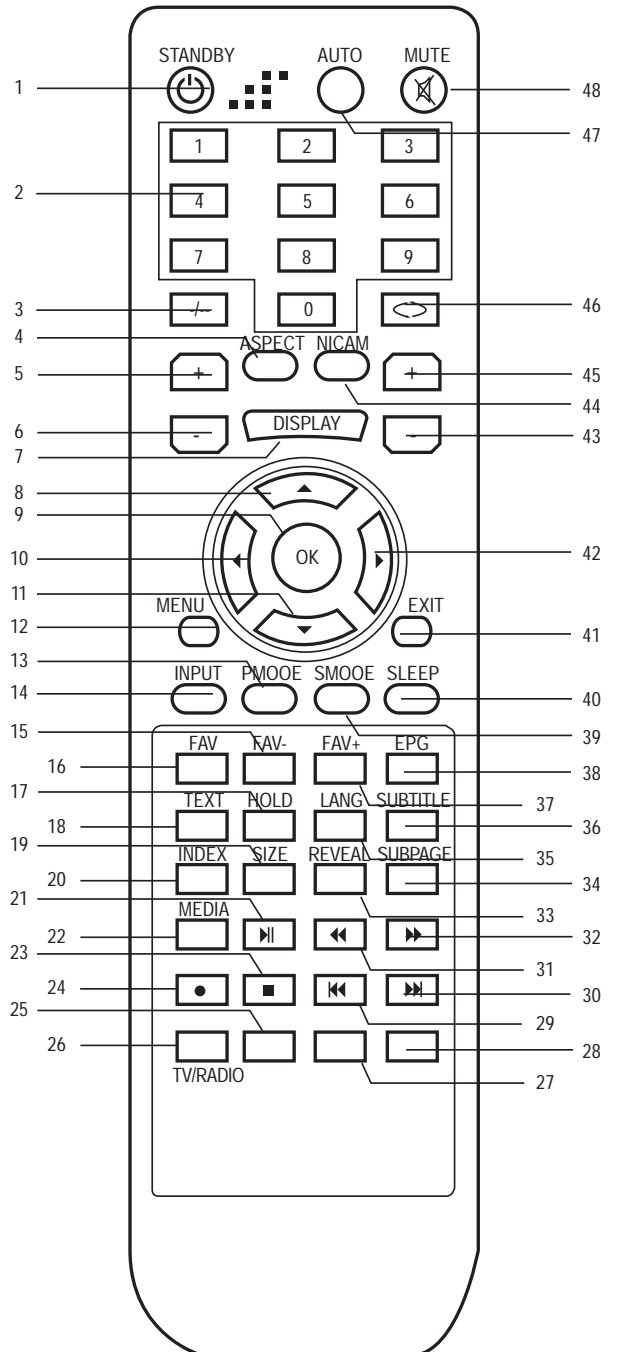 STANDBY AUTO MUTE
1 48
47
1 2 3
2
4 5 6
7 8 9
3 -/-- 0 46
4 ASPECT NICAM
5 + + 45
44
6 - DISPLAY - 43
7
8
9
10 OK 42
11
MENU EXIT
12 41
13
INPUT PMOOE SMOOE SLEEP
14 40
39
15
FAV FAV- FAV+ EPG
16 38
17 37
TEXT HOLD LANG SUBTITLE
18 36
19 35
INDEX SIZE REVEAL SUBPAGE
20 34
21 33
MEDIA
22 32
23 31
24 30
25 29
26 28
TV/RADIO 27